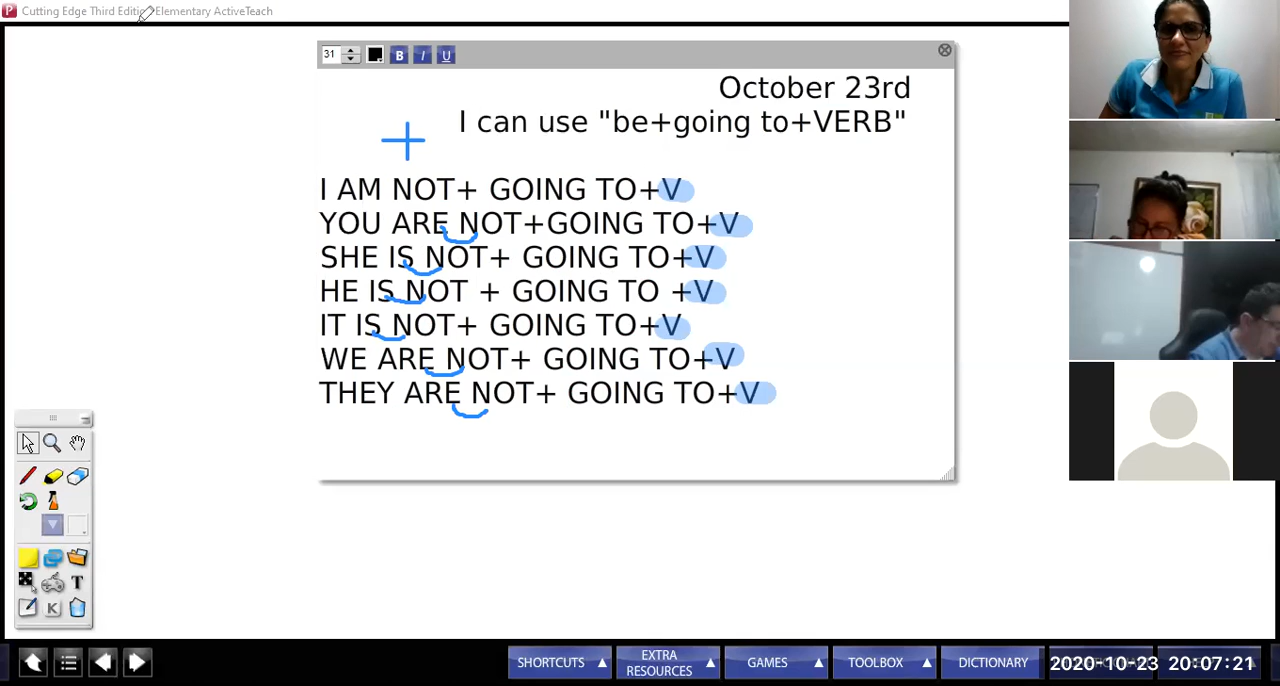 Cutting Edge Third Edition Elementary ActiveTeach
31 B I U
October 23rd
I can use "be+going to+VERB"
+
I AM NOT+ GOING TO+V
YOU ARE NOT+GOING TO+V
SHE IS NOT+ GOING TO+V
HE IS NOT + GOING TO +V
IT IS NOT+ GOING TO+V
WE ARE NOT+ GOING TO+V
THEY ARE NOT+ GOING TO+V
T
K
SHORTCUTS
EXTRA
RESOURCES
GAMES
TOOLBOX
DICTIONARY
2020-10-23 20:07:21